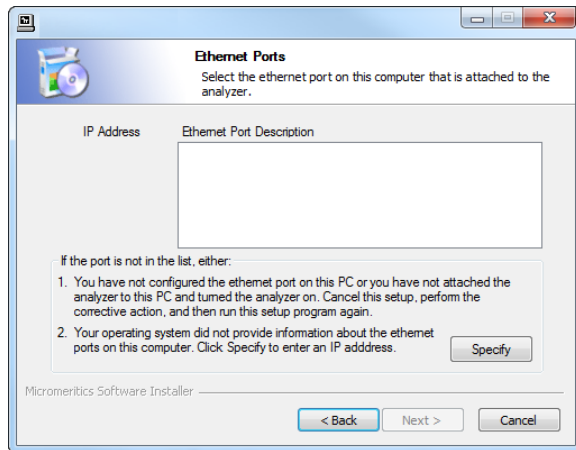 Ethernet Ports
Select the ethernet port on this computer that is attached to the
analyzer.
IP Address Ethernet Port Description
If the port is not in the list, either:
1. You have not configured the ethernet port on this PC or you have not attached the
analyzer to this PC and turned the analyzer on. Cancel this setup, perform the
corrective action, and then run this setup program again.
2. Your operating system did not provide information about the ethernet
ports on this computer. Click Specify to enter an IP adddress.
Specify
Micromeritics Software Installer
< Back Next > Cancel